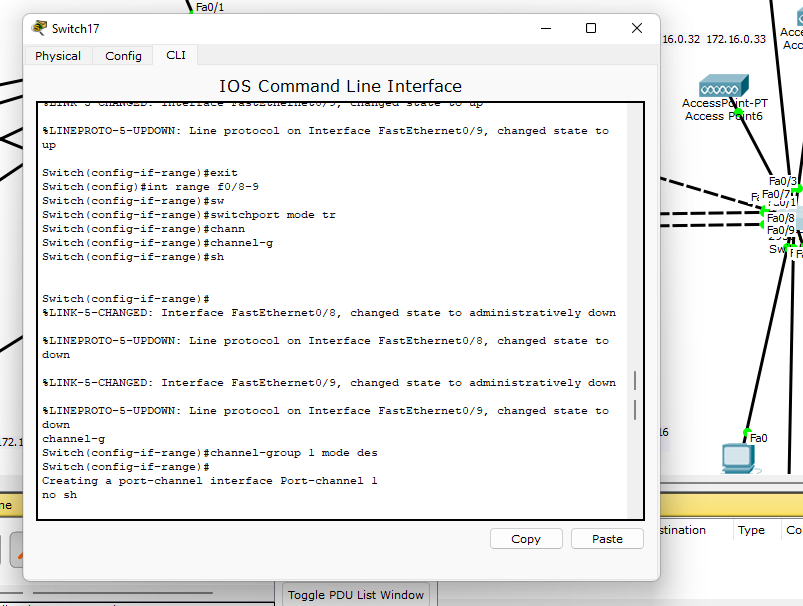 Fa0/1
Switch17
Physical
Config
CLI
IOS Command Line Interface
%LINK-5-CHANGED: Interface FastEthernet0/9, changed state to up
%LINEPROTO-5-UPDOWN: Line protocol on Interface FastEthernet0/9, changed state to
up
Switch(config-if-range)#exit
Switch(config)#int range f0/8-9
Switch(config-if-range)#sw
Switch(config-if-range)#switchport mode tr
Switch(config-if-range)#chann
Switch(config-if-range)#channel-g
Switch(config-if-range)#sh
Switch(config-if-range)#
%LINK-5-CHANGED: Interface FastEthernet0/8, changed state to administratively down
%LINEPROTO-5-UPDOWN: Line protocol on Interface FastEthernet0/8, changed state to
down
%LINK-5-CHANGED: Interface FastEthernet0/9, changed state to administratively down
%LINEPROTO-5-UPDOWN: Line protocol on Interface FastEthernet0/9, changed state to
down
channel-g
Switch(config-if-range)#channel-group 1 mode des
Switch(config-if-range)#
Creating a port-channel interface Port-channel 1
no sh
Copy
Paste
16.0.32 172.16.0.33
Acce
Acc
AccessPoint-PT
Access Point6
Fa0/3
Fa0/7
Fa0/8
Fa0/9
Sw
16
Fa0
172.1
ne
stination
Type
Co
Toggle PDU List Window